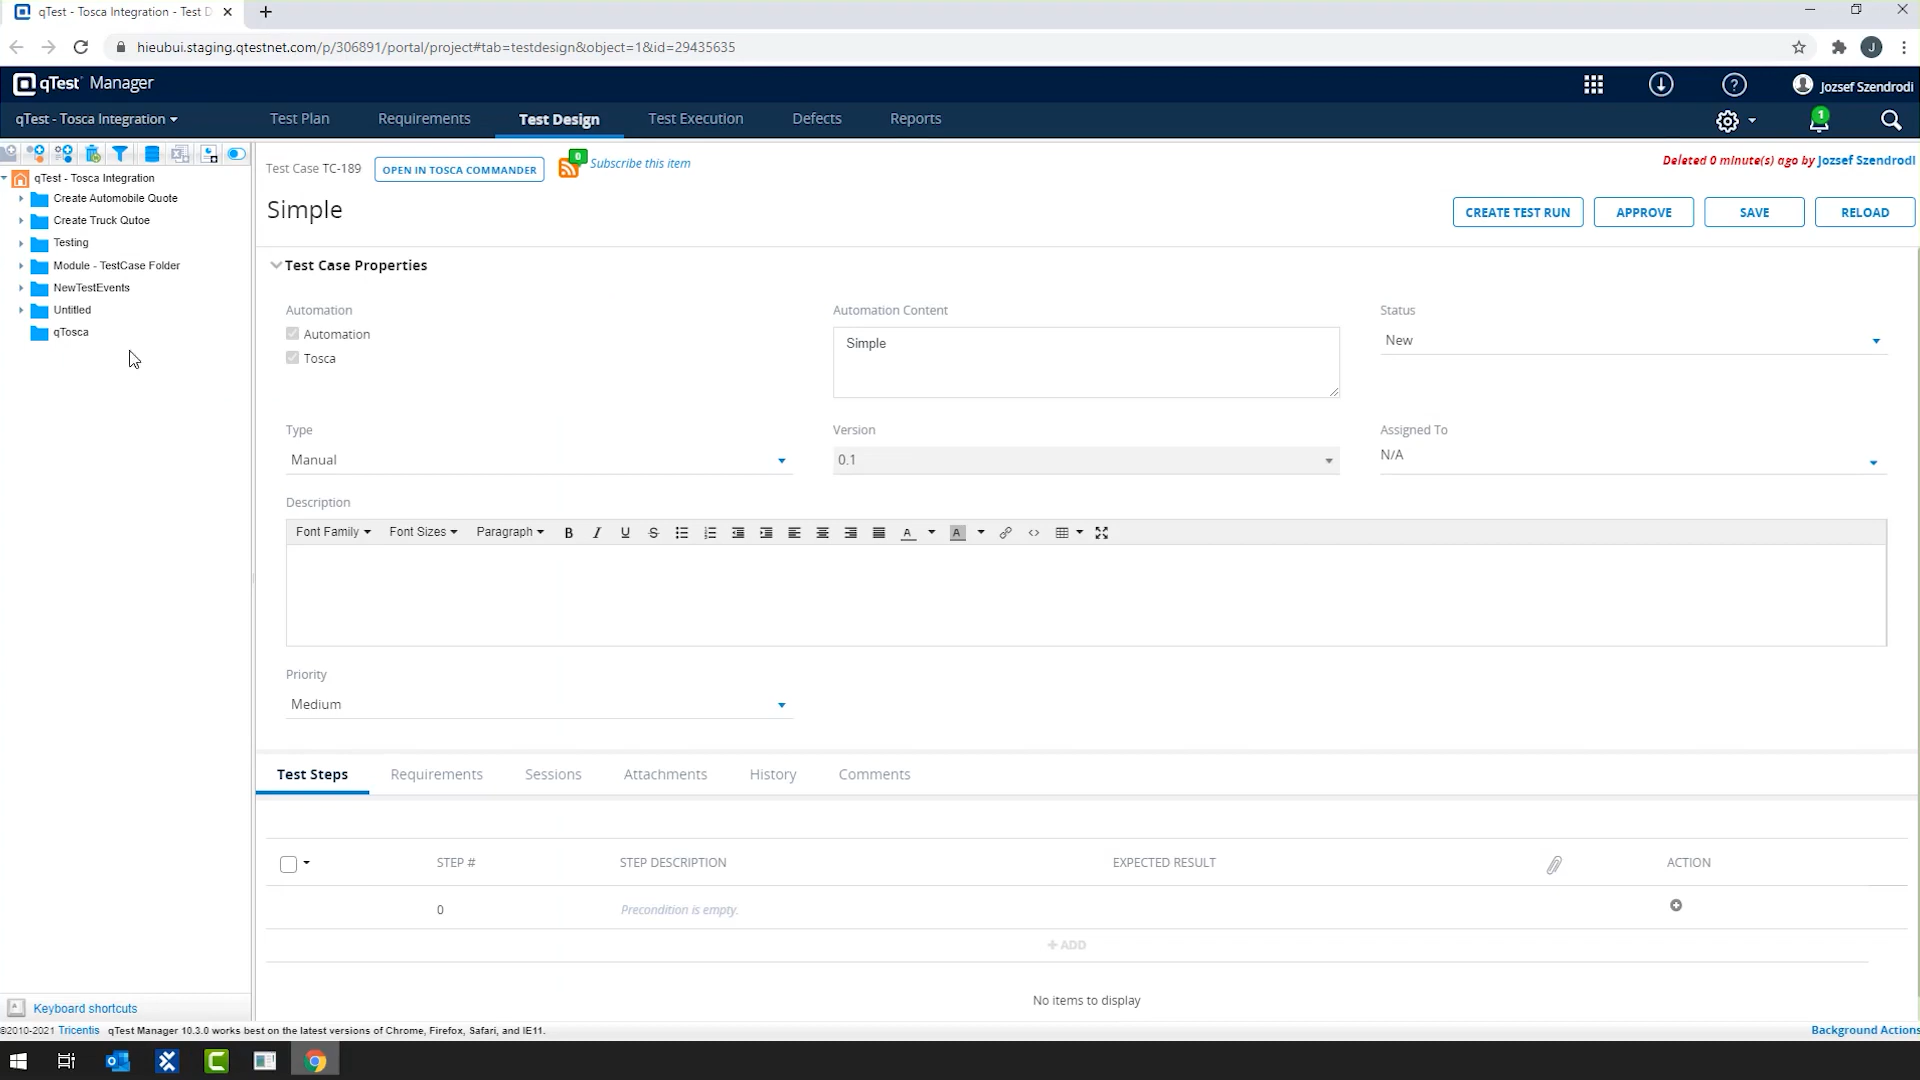 qTest - Tosca Integration - Test D
hieubui.staging.qtestnet.com/p/306891/portal/project#tab=testdesign&object=1&id=29435635
J
qTest Manager
Jozsef Szendrodi
qTest - Tosca Integration
Test Plan
Requirements
Test Design
Test Execution
Defects
Reports
1
qTest - Tosca Integration
Create Automobile Quote
Create Truck Qutoe
Testing
Module - TestCase Folder
NewTestEvents
Untitled
qTosca
Test Case TC-189
OPEN IN TOSCA COMMANDER
0
Subscribe this item
Deleted 0 minute(s) ago by Jozsef Szendrodi
Simple
CREATE TEST RUN
APPROVE
SAVE
RELOAD
Test Case Properties
Automation
Automation Content
Status
Automation
Tosca
Simple
New
Type
Version
Assigned To
Manual
0.1
N/A
Description
Font Family
Font Sizes
Paragraph
B
I
U
S
A
A
Priority
Medium
Test Steps
Requirements
Sessions
Attachments
History
Comments
STEP #
STEP DESCRIPTION
EXPECTED RESULT
ACTION
0
Precondition is empty.
+ ADD
No items to display
Keyboard shortcuts
©2010-2021 Tricentis qTest Manager 10.3.0 works best on the latest versions of Chrome, Firefox, Safari, and IE11.
Background Actions